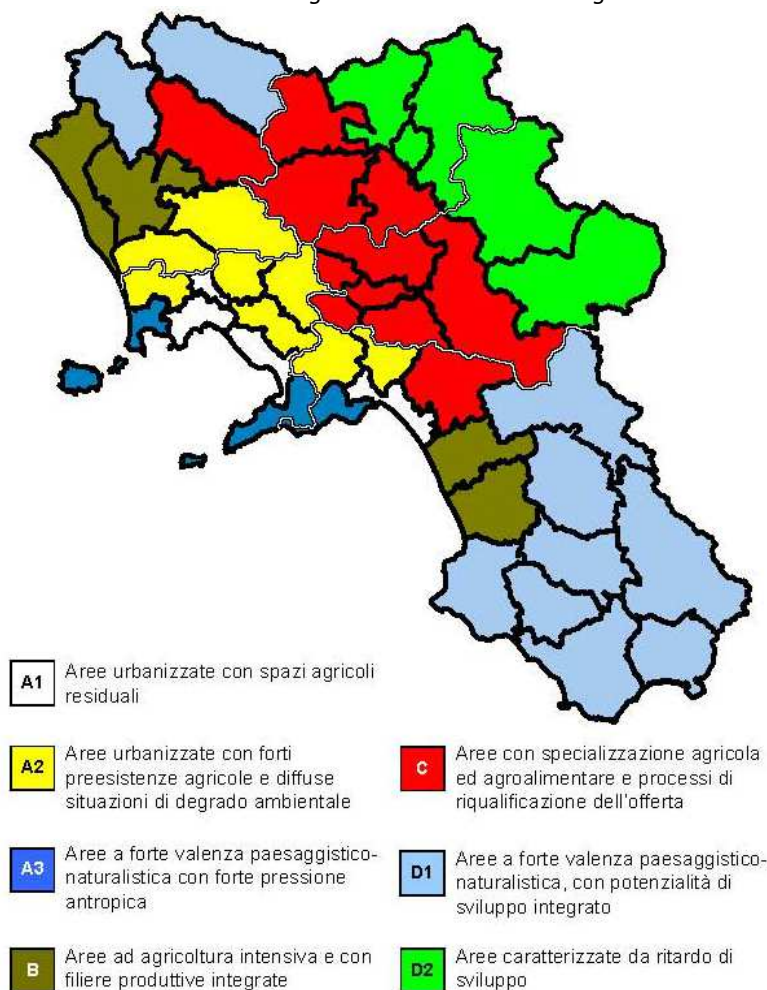 A1
Aree urbanizzate con spazi agricoli
residuali
A2
Aree urbanizzate con forti
preesistenze agricole e diffuse
situazioni di degrado ambientale
C
Aree con specializzazione agricola
ed agroalimentare e processi di
riqualificazione dell'offerta
A3
Aree a forte valenza paesaggistico-
naturalistica con forte pressione
antropica
D1
Aree a forte valenza paesaggistico-
naturalistica, con potenzialità di
sviluppo integrato
B
Aree ad agricoltura intensiva e con
filiere produttive integrate
D2
Aree caratterizzate da ritardo di
sviluppo